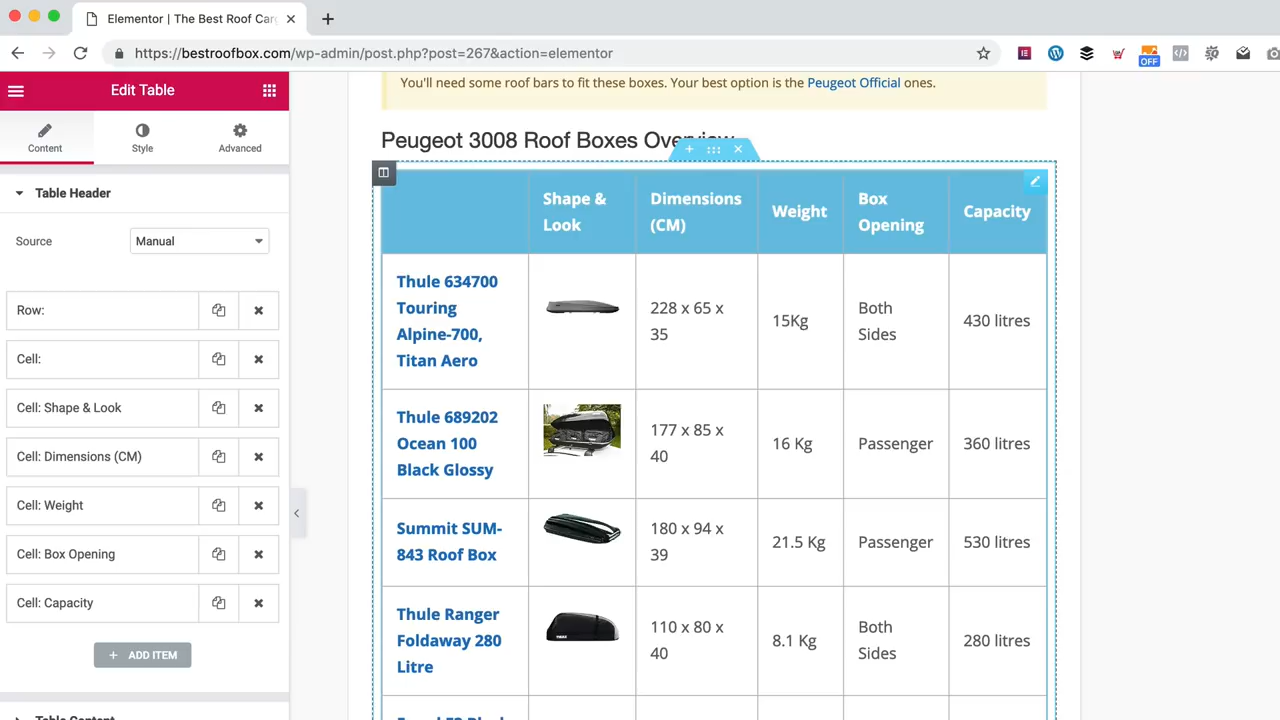 Elementor | The Best Roof Car
https://bestroofbox.com/wp-admin/post.php?post=267&action=elementor
OFF
Edit Table
Content
Style
Advanced
Table Header
Source
Manual
Row:
Cell:
Cell: Shape & Look
Cell: Dimensions (CM)
Cell: Weight
Cell: Box Opening
Cell: Capacity
ADD ITEM
Table Content
You'll need some roof bars to fit these boxes. Your best option is the Peugeot Official ones.
Peugeot 3008 Roof Boxes Overview
Shape &
Look
Dimensions
(CM)
Weight
Box
Opening
Capacity
Thule 634700
Touring
Alpine-700,
Titan Aero
228 x 65 x
35
15Kg
Both
Sides
430 litres
Thule 689202
Ocean 100
Black Glossy
177 x 85 x
40
16 Kg
Passenger
360 litres
Summit SUM-
843 Roof Box
180 x 94 x
39
21.5 Kg
Passenger
530 litres
Thule Ranger
Foldaway 280
Litre
110 x 80 x
40
8.1 Kg
Both
Sides
280 litres